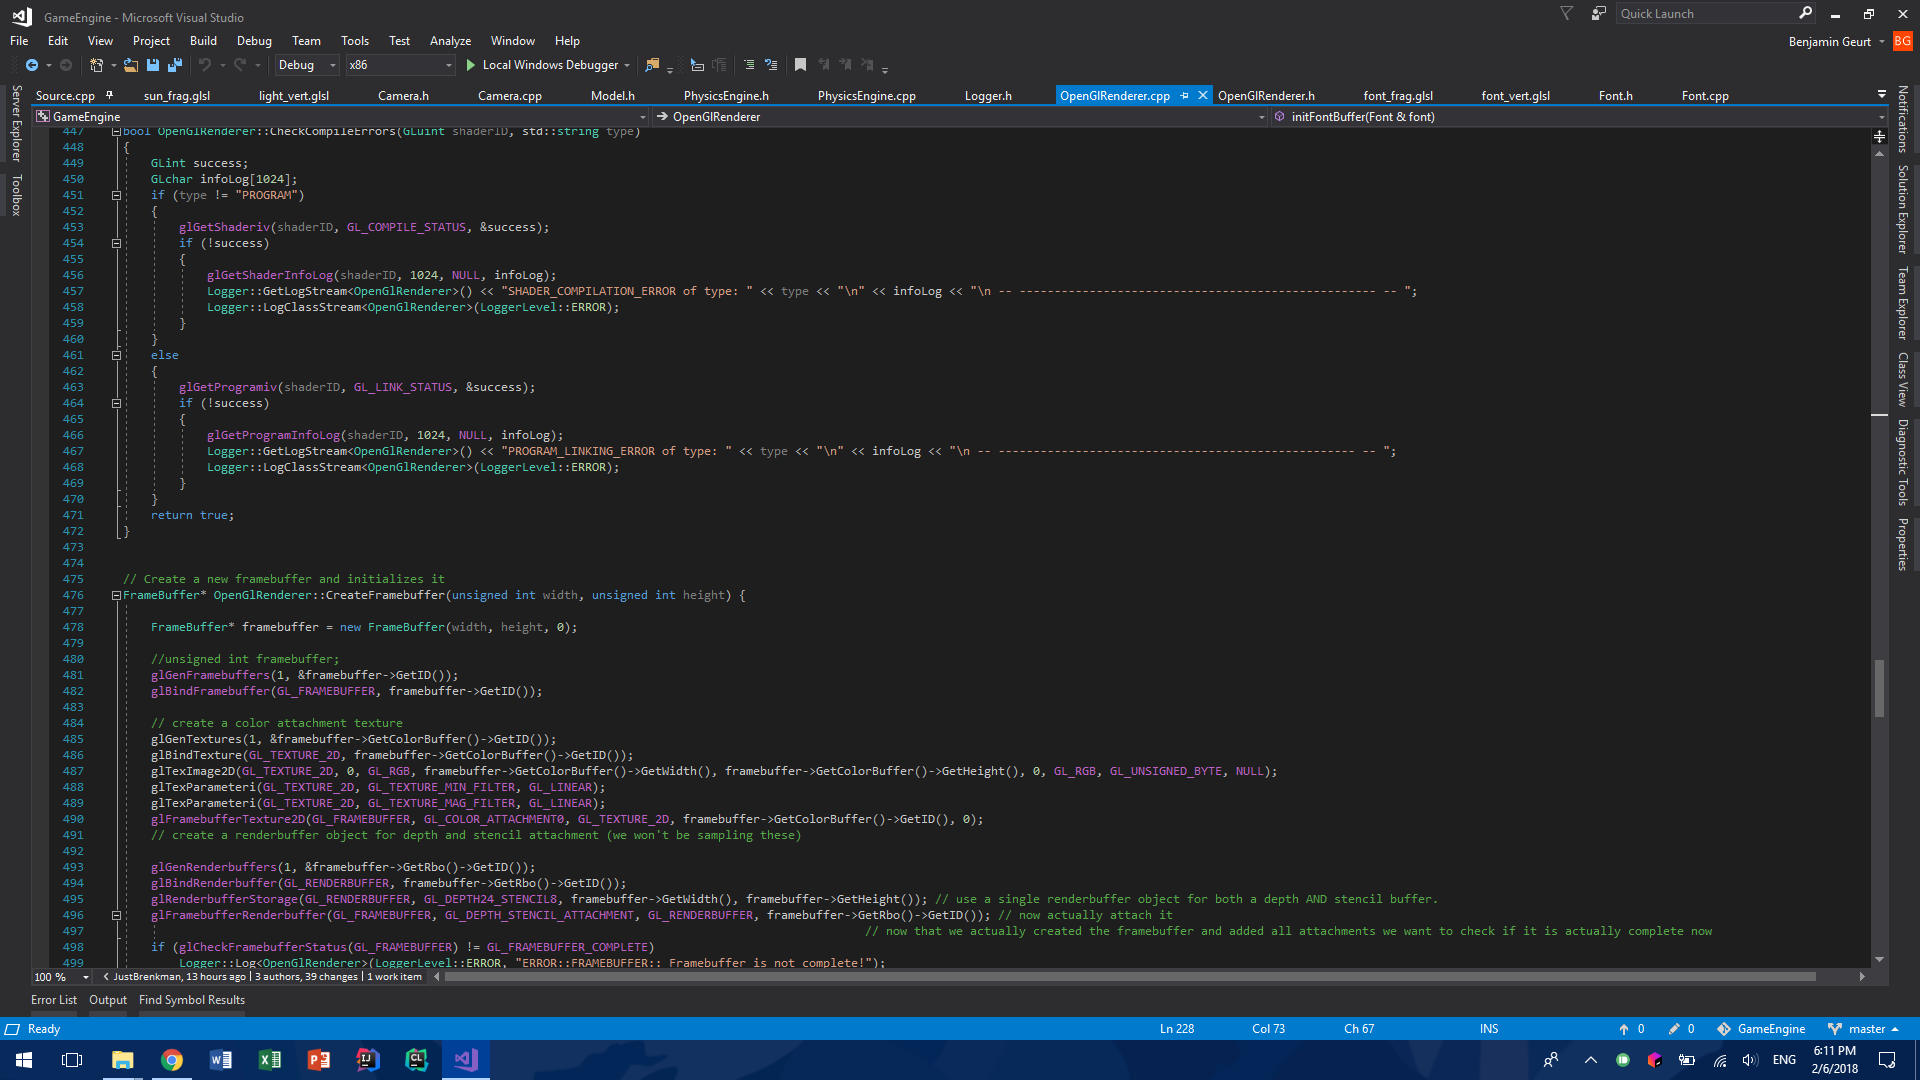 GameEngine - Microsoft Visual Studio
Quick Launch
File Edit View Project Build Debug Team Tools Test Analyze Window Help
Benjamin Geurt BG
Debug x86 Local Windows Debugger
Source.cpp sun_frag.glsl light_vert.glsl Camera.h Camera.cpp Model.h PhysicsEngine.h PhysicsEngine.cpp Logger.h OpenGlRenderer.cpp OpenGlRenderer.h font_frag.glsl font_vert.glsl Font.h Font.cpp
GameEngine OpenGlRenderer initFontBuffer(Font & font)
Server Explorer
Toolbox
447 bool OpenGlRenderer::CheckCompileErrors(GLuint shaderID, std::string type)
448 {
449 GLint success;
450 GLchar infoLog[1024];
451 if (type != "PROGRAM")
452 {
453 glGetShaderiv(shaderID, GL_COMPILE_STATUS, &success);
454 if (!success)
455 {
456 glGetShaderInfoLog(shaderID, 1024, NULL, infoLog);
457 Logger::GetLogStream<OpenGlRenderer>() << "SHADER_COMPILATION_ERROR of type: " << type << "\n" << infoLog << "\n -- --------------------------------------------------- -- ";
458 Logger::LogClassStream<OpenGlRenderer>(LoggerLevel::ERROR);
459 }
460 }
461 else
462 {
463 glGetProgramiv(shaderID, GL_LINK_STATUS, &success);
464 if (!success)
465 {
466 glGetProgramInfoLog(shaderID, 1024, NULL, infoLog);
467 Logger::GetLogStream<OpenGlRenderer>() << "PROGRAM_LINKING_ERROR of type: " << type << "\n" << infoLog << "\n -- --------------------------------------------------- -- ";
468 Logger::LogClassStream<OpenGlRenderer>(LoggerLevel::ERROR);
469 }
470 }
471 return true;
472 }
473
474
475 // Create a new framebuffer and initializes it
476 FrameBuffer* OpenGlRenderer::CreateFramebuffer(unsigned int width, unsigned int height) {
477
478 FrameBuffer* framebuffer = new FrameBuffer(width, height, 0);
479
480 //unsigned int framebuffer;
481 glGenFramebuffers(1, &framebuffer->GetID());
482 glBindFramebuffer(GL_FRAMEBUFFER, framebuffer->GetID());
483
484 // create a color attachment texture
485 glGenTextures(1, &framebuffer->GetColorBuffer()->GetID());
486 glBindTexture(GL_TEXTURE_2D, framebuffer->GetColorBuffer()->GetID());
487 glTexImage2D(GL_TEXTURE_2D, 0, GL_RGB, framebuffer->GetColorBuffer()->GetWidth(), framebuffer->GetColorBuffer()->GetHeight(), 0, GL_RGB, GL_UNSIGNED_BYTE, NULL);
488 glTexParameteri(GL_TEXTURE_2D, GL_TEXTURE_MIN_FILTER, GL_LINEAR);
489 glTexParameteri(GL_TEXTURE_2D, GL_TEXTURE_MAG_FILTER, GL_LINEAR);
490 glFramebufferTexture2D(GL_FRAMEBUFFER, GL_COLOR_ATTACHMENT0, GL_TEXTURE_2D, framebuffer->GetColorBuffer()->GetID(), 0);
491 // create a renderbuffer object for depth and stencil attachment (we won't be sampling these)
492
493 glGenRenderbuffers(1, &framebuffer->GetRbo()->GetID());
494 glBindRenderbuffer(GL_RENDERBUFFER, framebuffer->GetRbo()->GetID());
495 glRenderbufferStorage(GL_RENDERBUFFER, GL_DEPTH24_STENCIL8, framebuffer->GetWidth(), framebuffer->GetHeight()); // use a single renderbuffer object for both a depth AND stencil buffer.
496 glFramebufferRenderbuffer(GL_FRAMEBUFFER, GL_DEPTH_STENCIL_ATTACHMENT, GL_RENDERBUFFER, framebuffer->GetRbo()->GetID()); // now actually attach it
497 // now that we actually created the framebuffer and added all attachments we want to check if it is actually complete now
498 if (glCheckFramebufferStatus(GL_FRAMEBUFFER) != GL_FRAMEBUFFER_COMPLETE)
499 Logger::Log<OpenGlRenderer>(LoggerLevel::ERROR, "ERROR::FRAMEBUFFER:: Framebuffer is not complete!");
Notifications
Solution Explorer
Team Explorer
Class View
Diagnostic Tools
Properties
100 % JustBrenkman, 13 hours ago | 3 authors, 39 changes | 1 work item
Error List Output Find Symbol Results
Ready Ln 228 Col 73 Ch 67 INS 0 0 GameEngine master
ENG 6:11 PM
2/6/2018